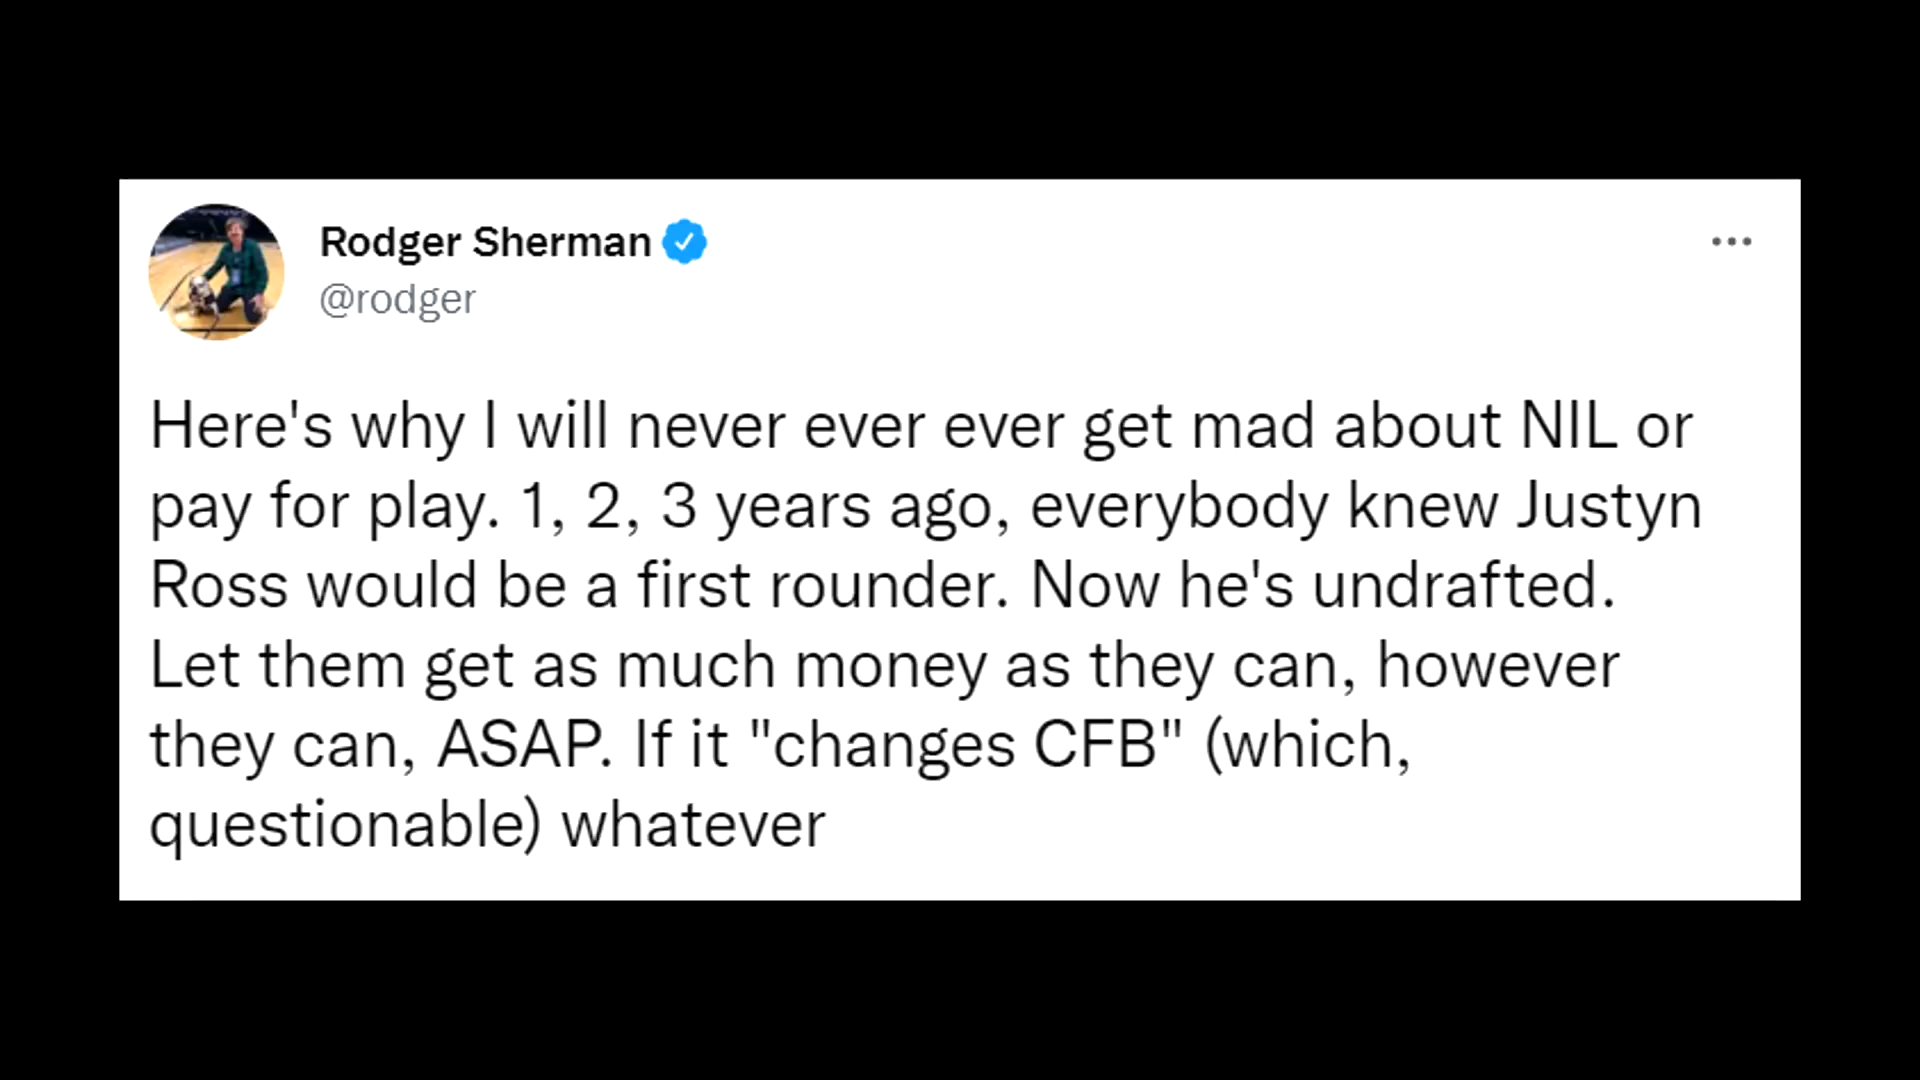 Rodger Sherman
@rodger
Here's why I will never ever ever get mad about NIL or
pay for play. 1, 2, 3 years ago, everybody knew Justyn
Ross would be a first rounder. Now he's undrafted.
Let them get as much money as they can, however
they can, ASAP. If it "changes CFB" (which,
questionable) whatever